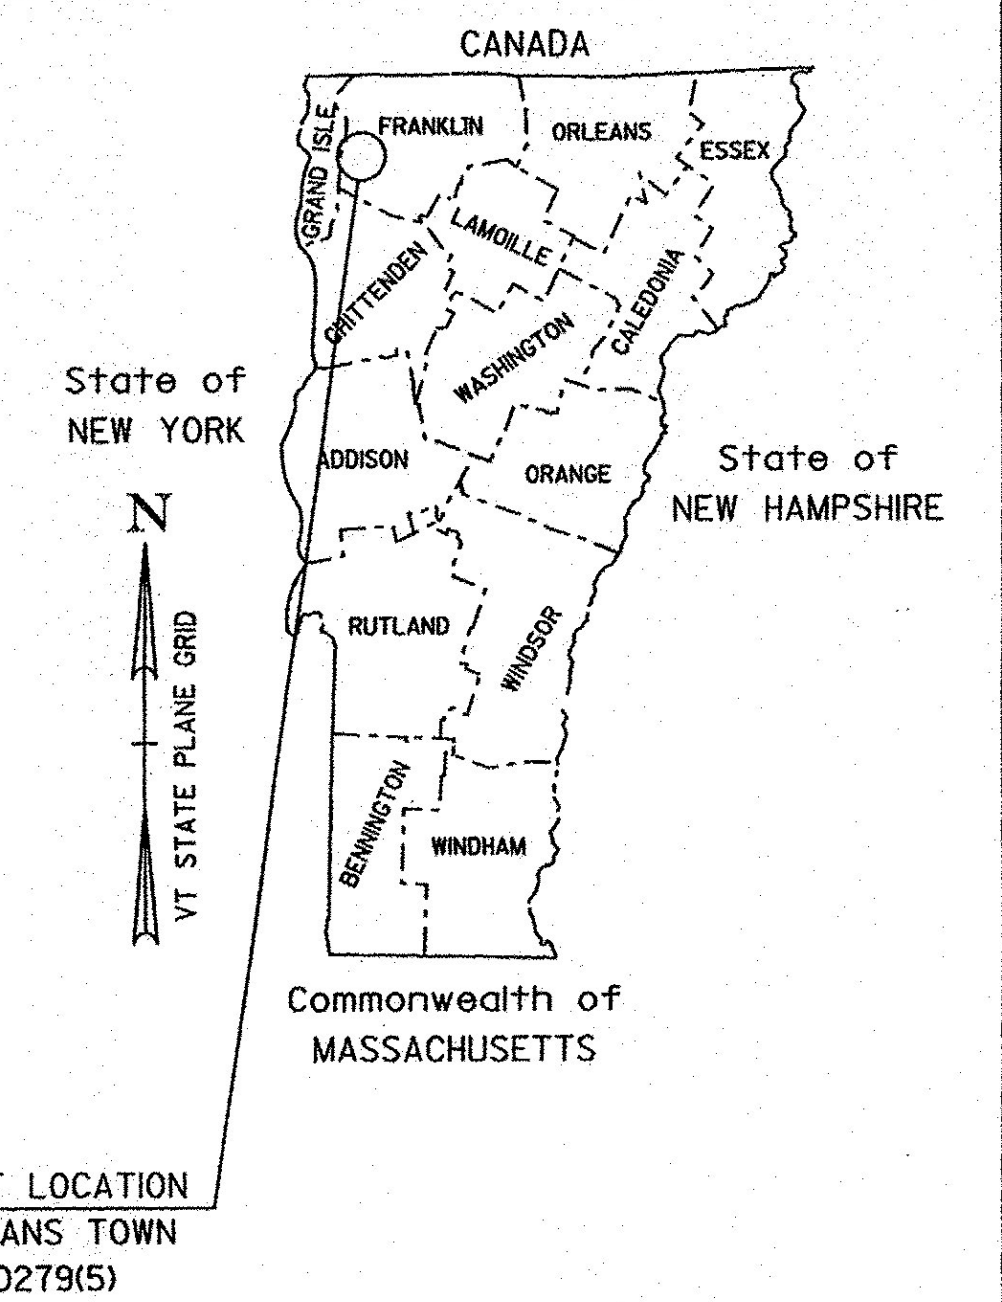 CANADA
FRANKLIN
ORLEANS
ESSEX
GRAND ISLE
LAMOILLE
CHITTENDEN
CALEDONIA
WASHINGTON
State of
NEW YORK
ADDISON
ORANGE
State of
NEW HAMPSHIRE
N
VT STATE PLANE GRID
RUTLAND
WINDSOR
BENNINGTON
WINDHAM
Commonwealth of
MASSACHUSETTS
LOCATION
ANS TOWN
0279(5)